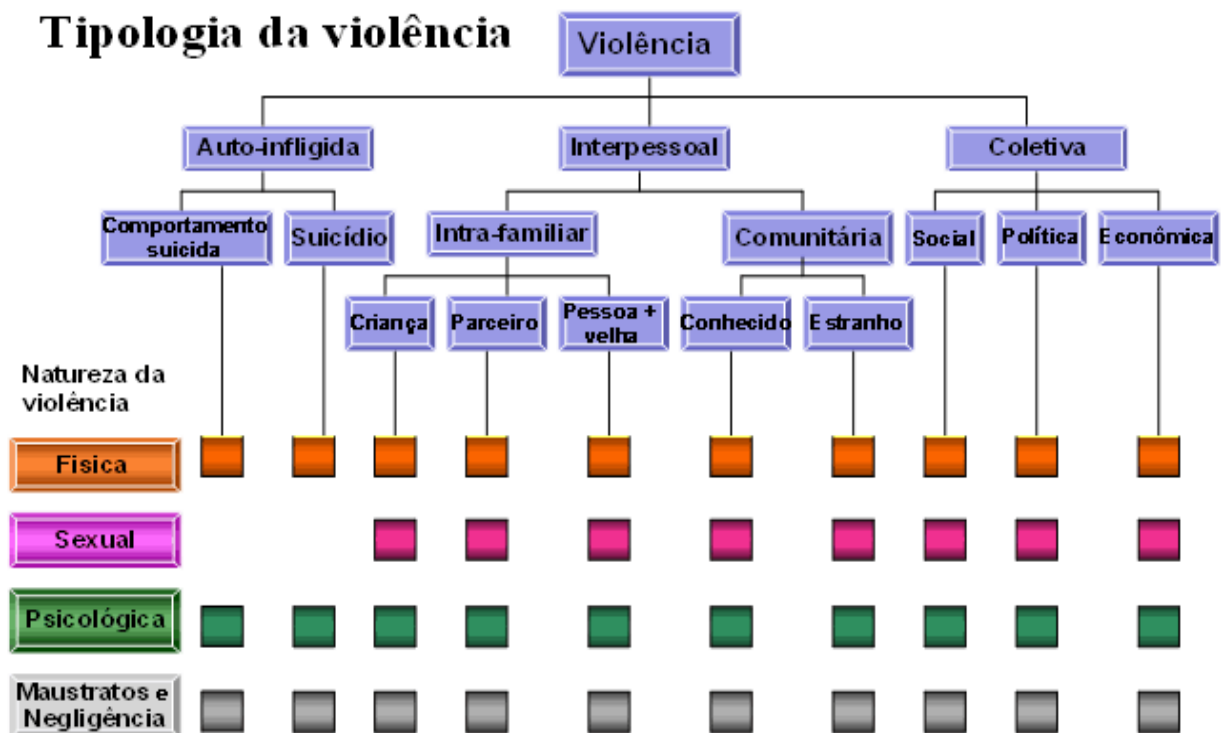 Tipologia da violência
Violência
Auto-infligida
Interpessoal
Coletiva
Comportamento
suicida
Suicídio
Intra-familiar
Comunitária
Social
Política
Econômica
Criança
Parceiro
Pessoa +
velha
Conhecido
Estranho
Natureza da
violência
Fisica
Sexual
Psicológica
Maustratos e
Negligência